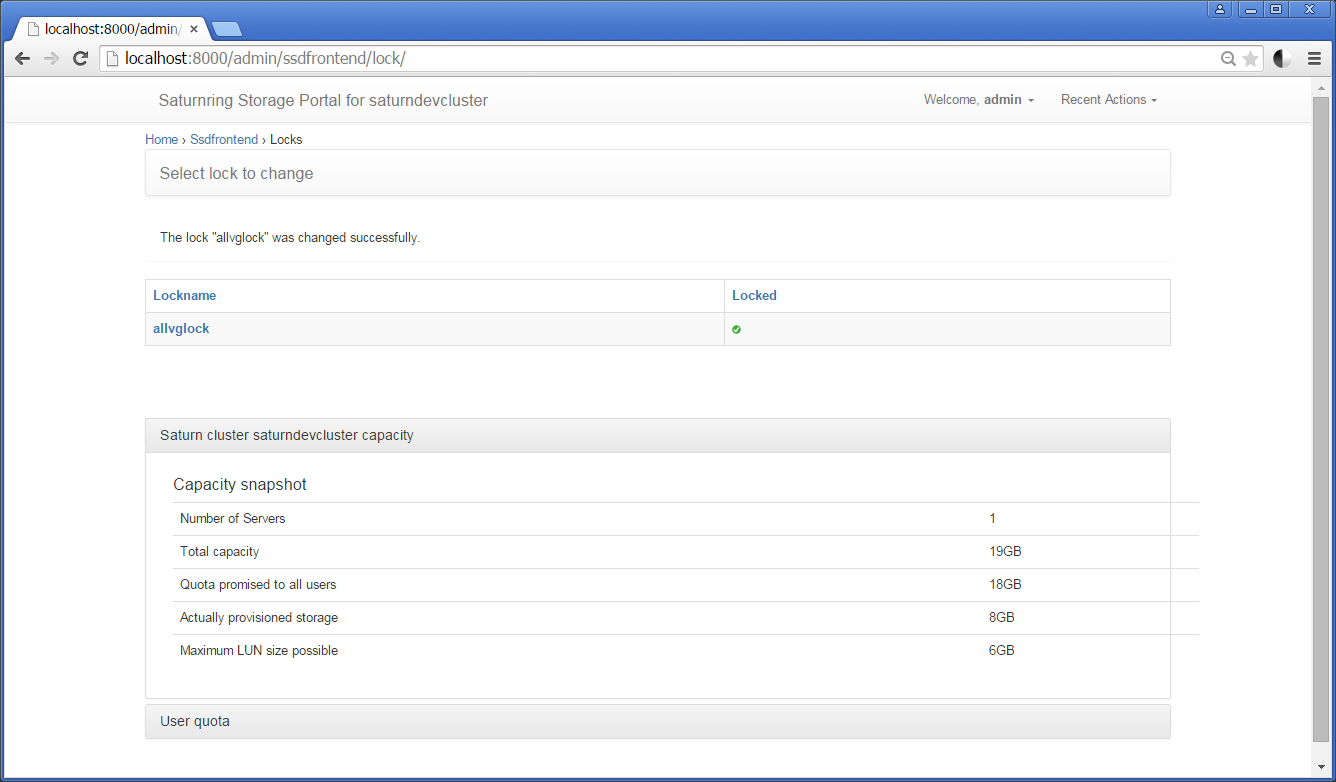 localhost:8000/admin/
localhost:8000/admin/ssdfrontend/lock/
Saturnring Storage Portal for saturndevcluster
Welcome, admin
Recent Actions
Home › Ssdfrontend › Locks
Select lock to change
The lock "allvglock" was changed successfully.
Lockname Locked
allvglock
Saturn cluster saturndevcluster capacity
Capacity snapshot
Number of Servers 1
Total capacity 19GB
Quota promised to all users 18GB
Actually provisioned storage 8GB
Maximum LUN size possible 6GB
User quota